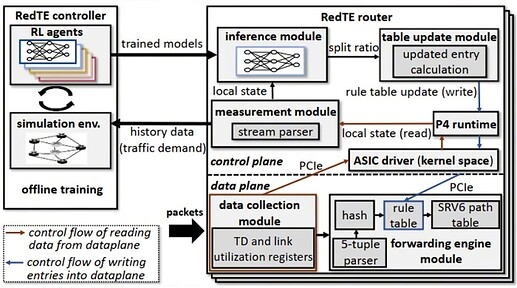 RedTE controller
RL agents
simulation env.
offline training
trained models
history data
(traffic demand)
RedTE router
inference module
split ratio
table update module
updated entry
calculation
local state
rule table update (write)
measurement module
stream parser
local state (read)
P4 runtime
control plane
PCIe
ASIC driver (kernel space)
data plane
PCIe
packets
data collection
module
TD and link
utilization registers
hash
rule
table
SRV6 path
table
5-tuple
parser
forwarding engine
module
control flow of reading
data from dataplane
control flow of writing
entries into dataplane